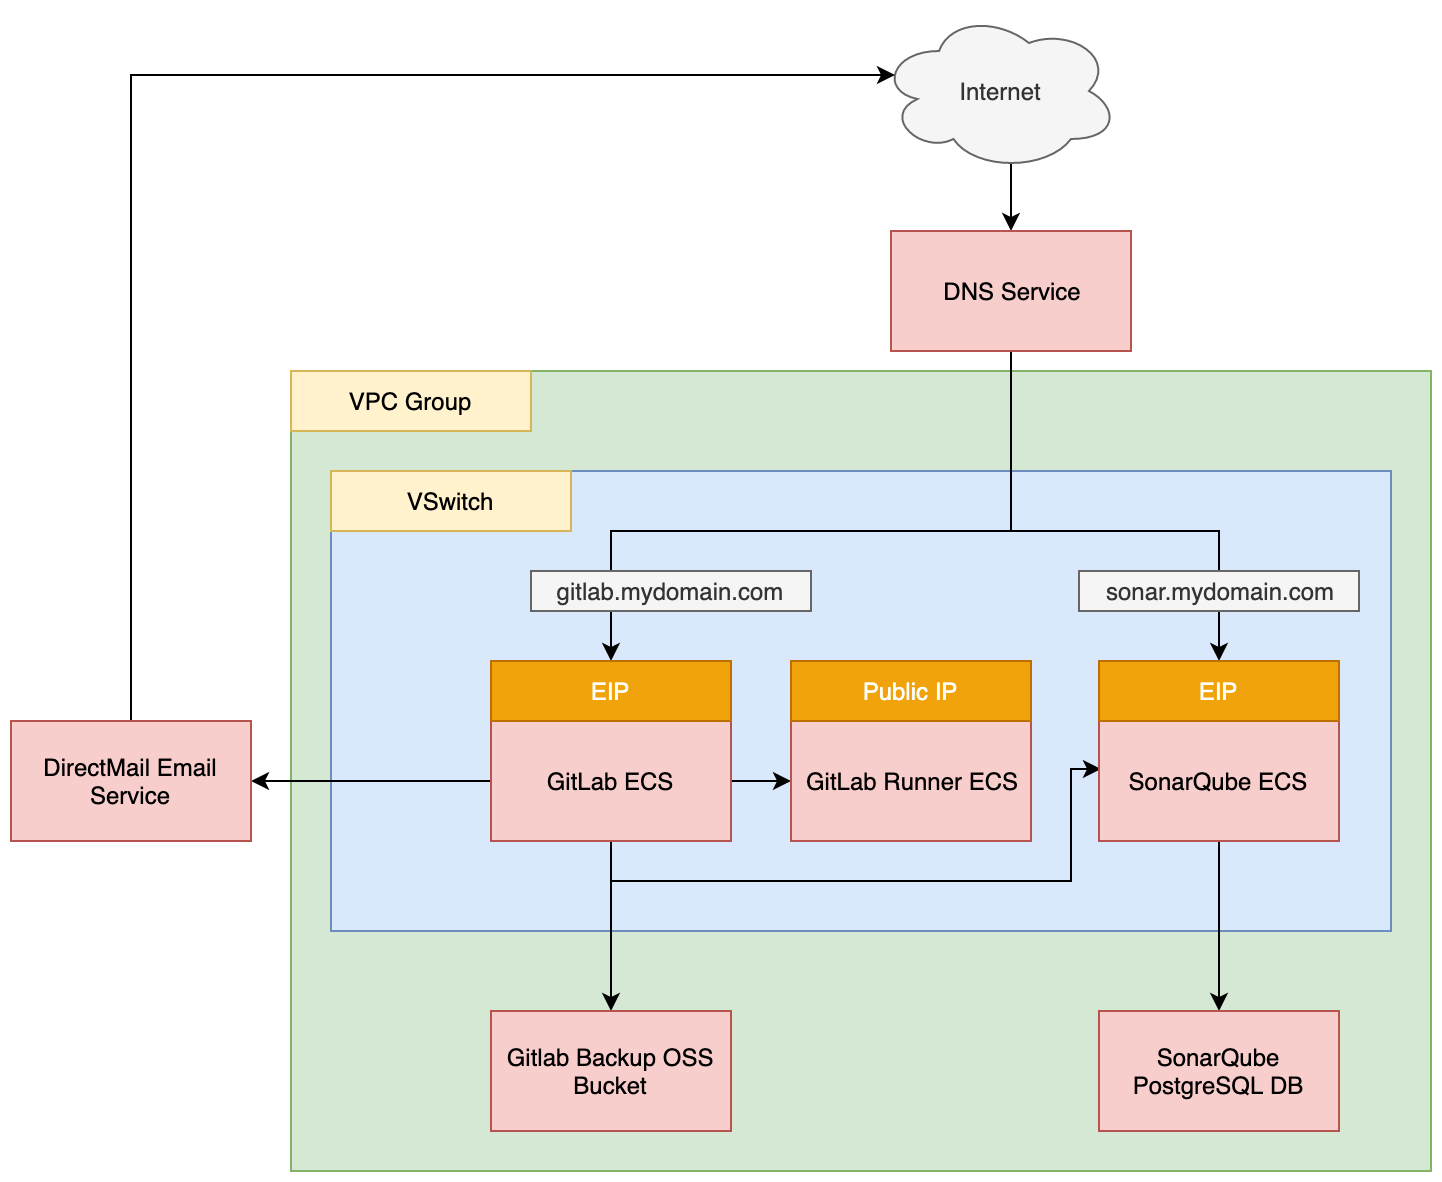 Internet
DNS Service
VPC Group
VSwitch
gitlab.mydomain.com
sonar.mydomain.com
EIP
Public IP
EIP
DirectMail Email
Service
GitLab ECS
GitLab Runner ECS
SonarQube ECS
Gitlab Backup OSS
Bucket
SonarQube
PostgreSQL DB